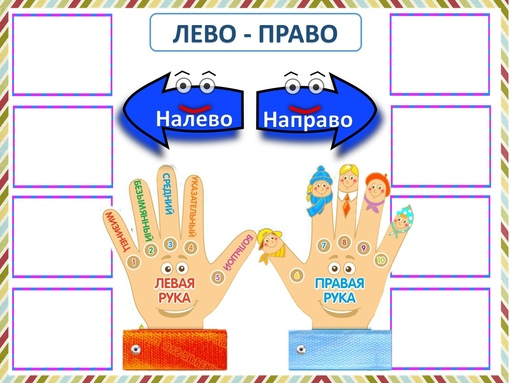 ЛЕВО - ПРАВО
Налево
Направо
МИЗИНЕЦ
БЕЗЫМЯННЫЙ
СРЕДНИЙ
УКАЗАТЕЛЬНЫЙ
БОЛЬШОЙ
1
2
3
4
5
6
7
8
9
10
ЛЕВАЯ
РУКА
ПРАВАЯ
РУКА